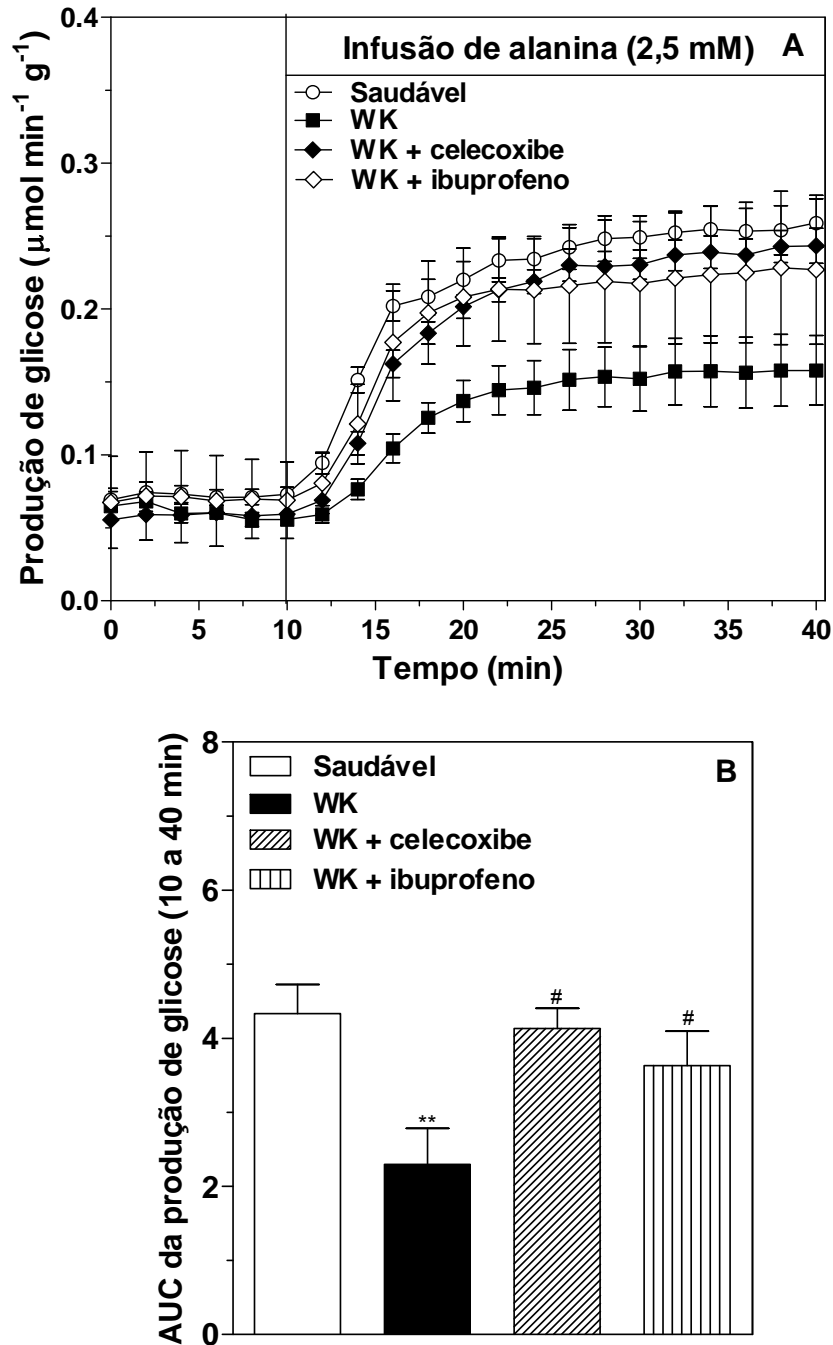 Produção de glicose (μmol min⁻¹ g⁻¹)
0.4
0.3
0.2
0.1
0.0
Infusão de alanina (2,5 mM) A
Saudável
WK
WK + celecoxibe
WK + ibuprofeno
0 5 10 15 20 25 30 35 40
Tempo (min)
AUC da produção de glicose (10 a 40 min)
8
6
4
2
0
B
Saudável
WK
WK + celecoxibe
WK + ibuprofeno
** # #